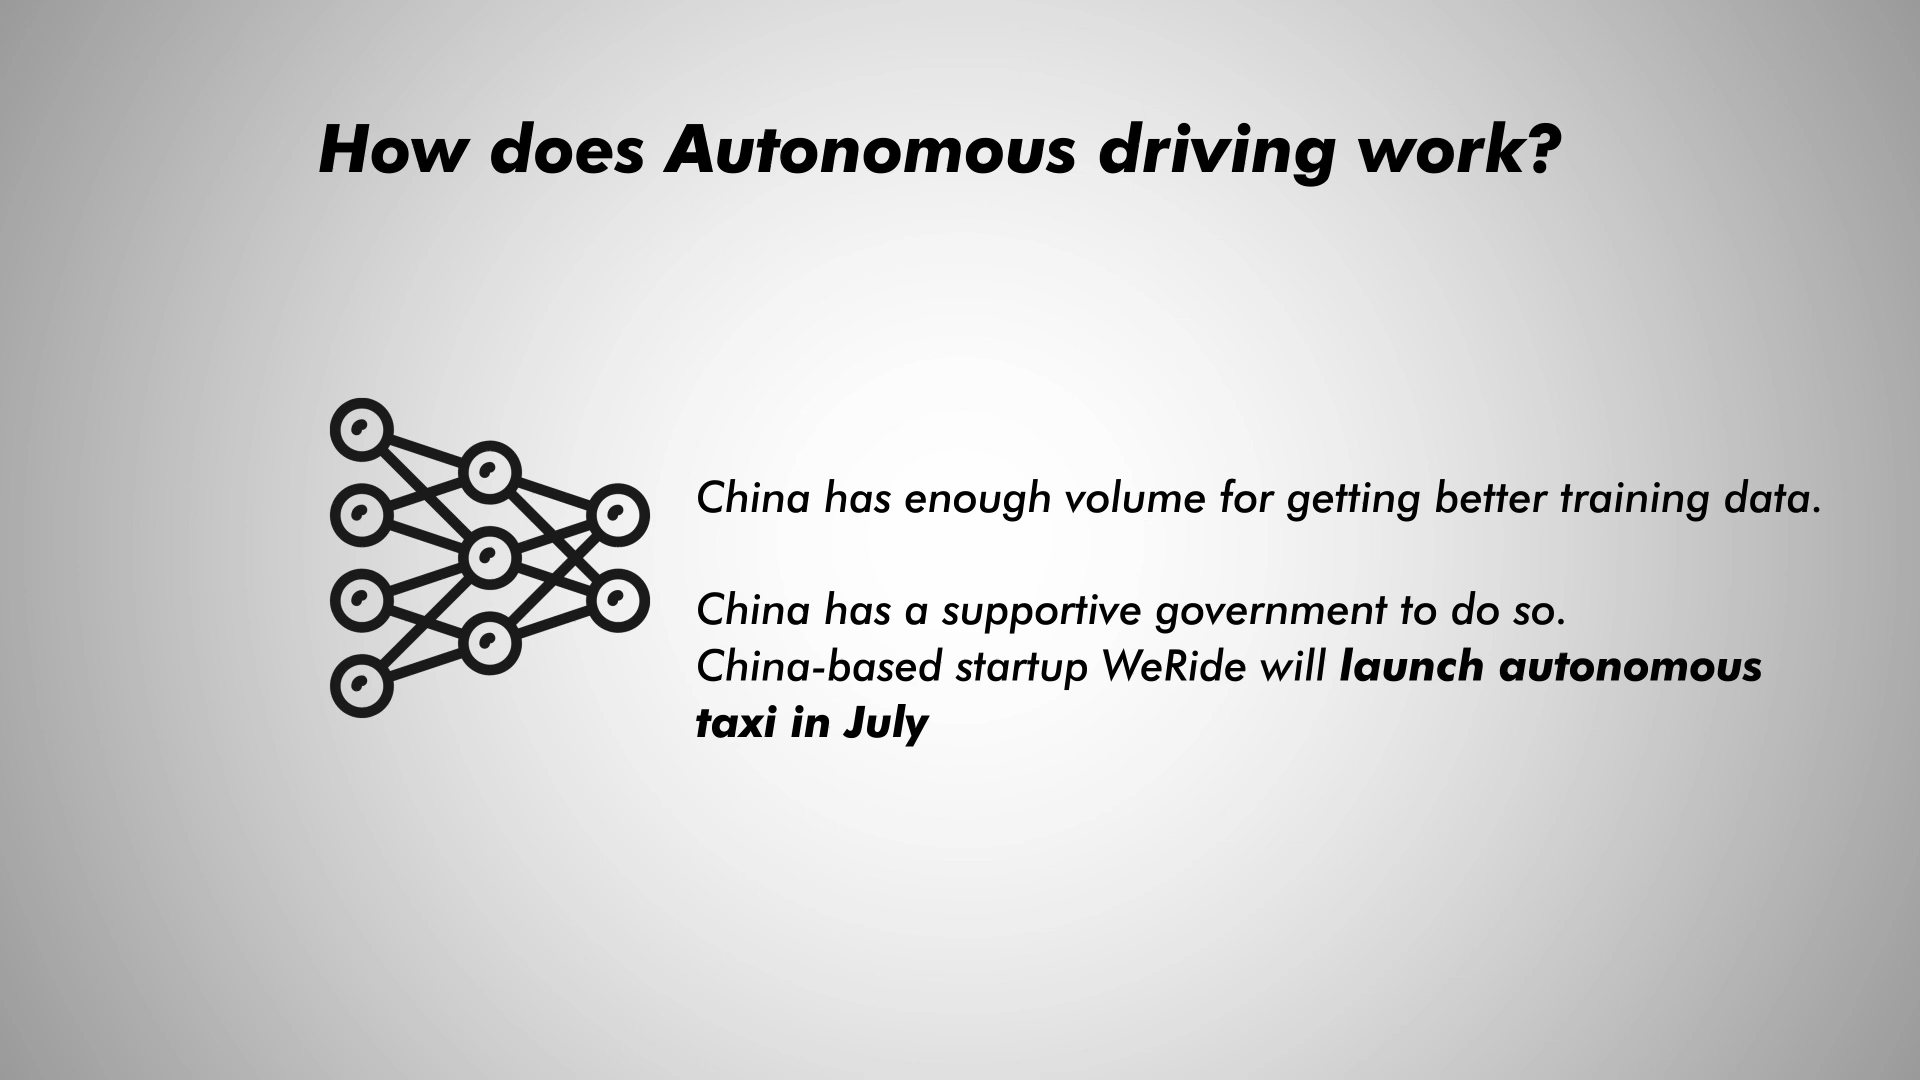 How does Autonomous driving work?
China has enough volume for getting better training data.
China has a supportive government to do so.
China-based startup WeRide will launch autonomous
taxi in July